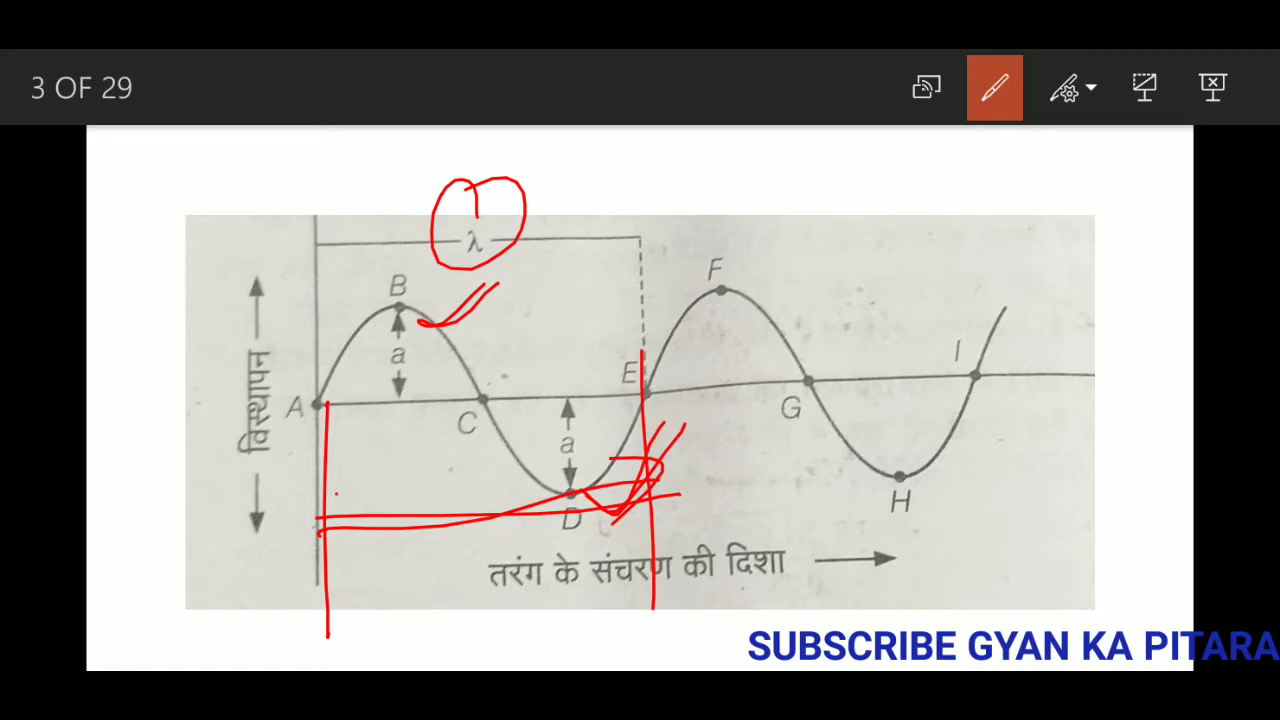 3 OF 29
λ
B
F
a
विस्थापन
A
C
E
I
a
G
D
H
तरंग के संचरण की दिशा
SUBSCRIBE GYAN KA PITARA